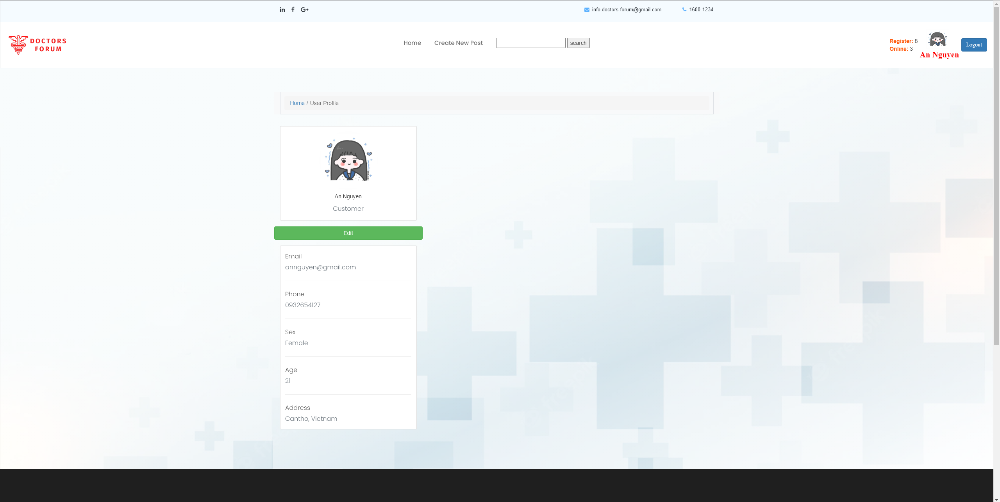 info.doctors-forum@gmail.com 1600-1234
DOCTORS
FORUM
Home Create New Post search
Register: 8
Online: 3
An Nguyen
Logout
Home / User Profile
An Nguyen
Customer
Edit
Email
annguyen@gmail.com
Phone
0932654127
Sex
Female
Age
21
Address
Cantho, Vietnam